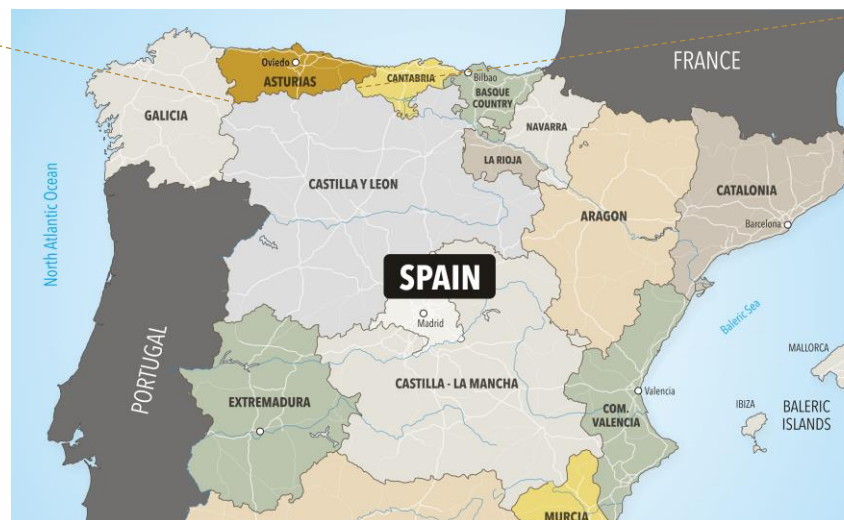 FRANCE
Oviedo
ASTURIAS
CANTABRIA
Bilbao
BASQUE
COUNTRY
GALICIA
NAVARRA
LA RIOJA
CASTILLA Y LEON
CATALONIA
ARAGON
Barcelona
North Atlantic Ocean
SPAIN
Madrid
Baleric Sea
PORTUGAL
MALLORCA
CASTILLA - LA MANCHA
Valencia
EXTREMADURA
COM.
VALENCIA
IBIZA
BALERIC
ISLANDS
MURCIA